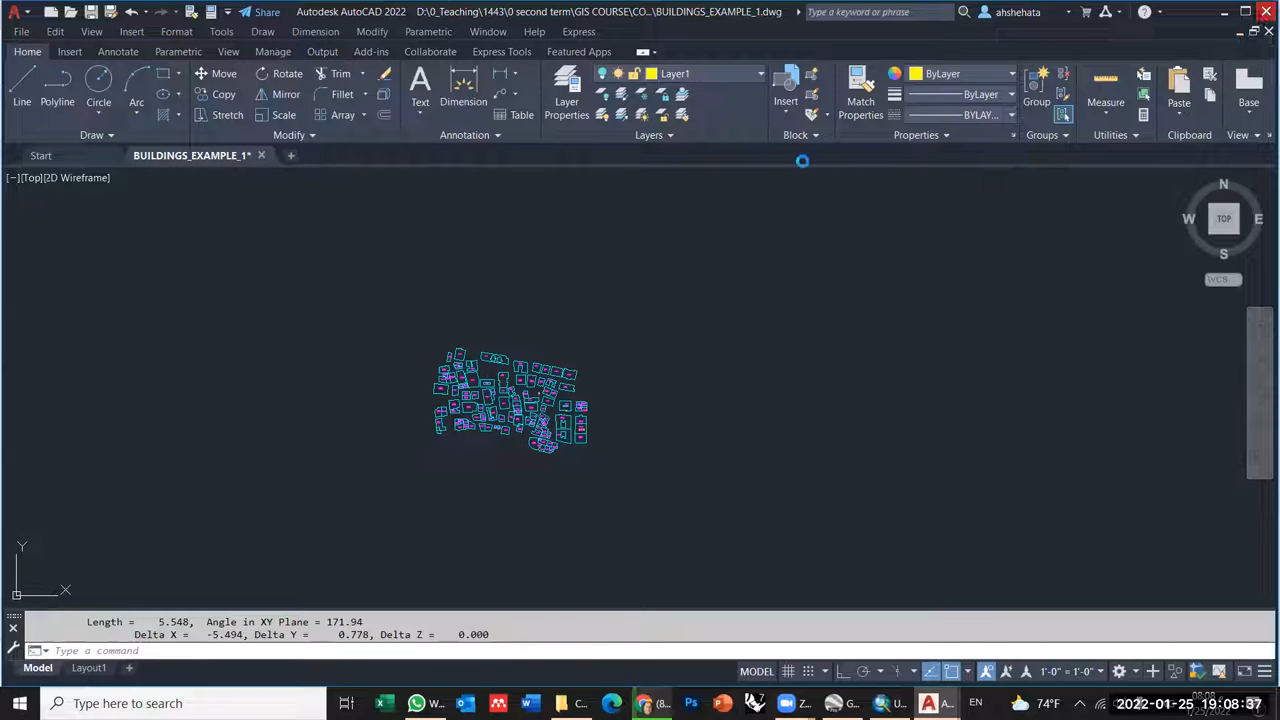 Share
Autodesk AutoCAD 2022 D:\0_Teaching\1443\0 second term\GIS COURSE\CO...\BUILDINGS_EXAMPLE_1.dwg
Type a keyword or phrase
ahshehata
File Edit View Insert Format Tools Draw Dimension Modify Parametric Window Help Express
Home Insert Annotate Parametric View Manage Output Add-ins Collaborate Express Tools Featured Apps
Line Polyline Circle Arc
Move Rotate Trim
Copy Mirror Fillet
Stretch Scale Array
Text Dimension Table
Layer Properties
Layer1
Insert
Match Properties
ByLayer
ByLayer
BYLAY...
Group
Measure
Paste
Base
Draw Modify Annotation Layers Block Properties Groups Utilities Clipboard View
Start BUILDINGS_EXAMPLE_1*
[−][Top][2D Wireframe]
N
W TOP E
S
WCS
Y
X
Length = 5.548, Angle in XY Plane = 171.94
Delta X = -5.494, Delta Y = 0.778, Delta Z = 0.000
Type a command
Model Layout1
MODEL
1'-0" = 1'-0"
Type here to search
C...
(8...
Z...
G...
U...
A...
74°F
EN
2022-01-25 19:08:37